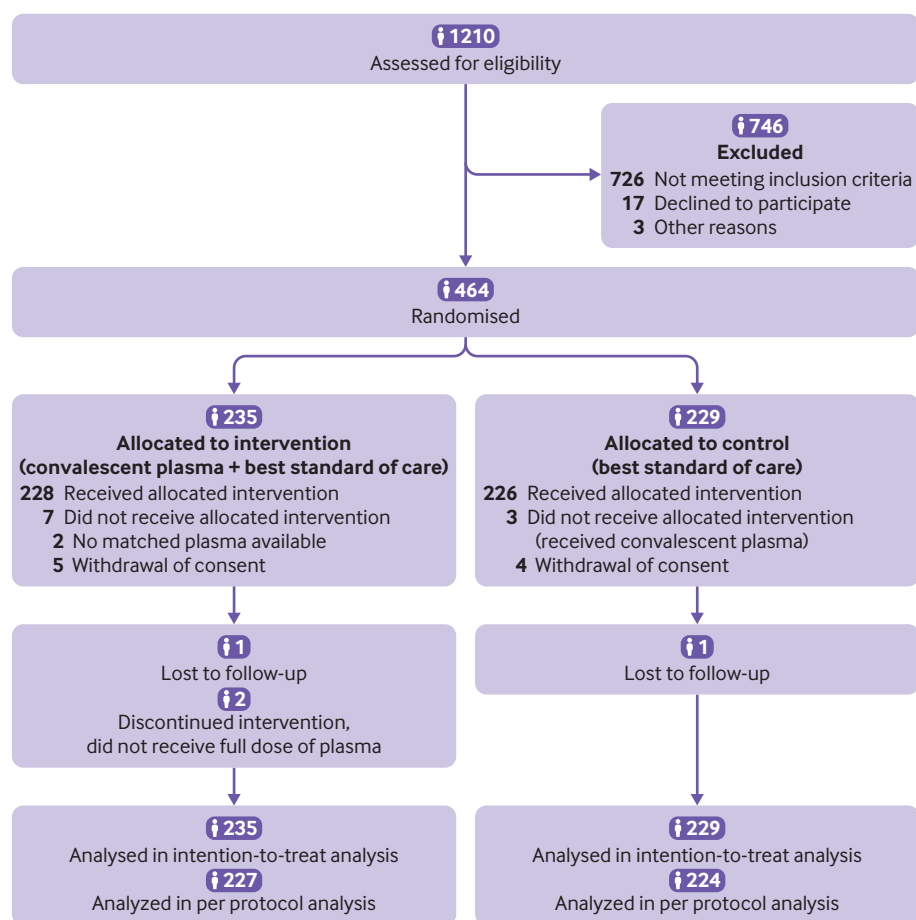 1210
Assessed for eligibility
746
Excluded
726 Not meeting inclusion criteria
17 Declined to participate
3 Other reasons
464
Randomised
235
Allocated to intervention
(convalescent plasma + best standard of care)
228 Received allocated intervention
7 Did not receive allocated intervention
2 No matched plasma available
5 Withdrawal of consent
229
Allocated to control
(best standard of care)
226 Received allocated intervention
3 Did not receive allocated intervention
(received convalescent plasma)
4 Withdrawal of consent
1
Lost to follow-up
2
Discontinued intervention,
did not receive full dose of plasma
1
Lost to follow-up
235
Analysed in intention-to-treat analysis
227
Analyzed in per protocol analysis
229
Analysed in intention-to-treat analysis
224
Analyzed in per protocol analysis